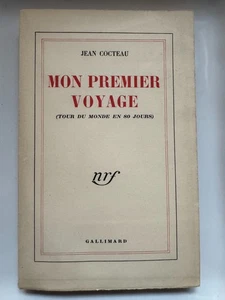 JEAN COCTEAU
MON PREMIER
VOYAGE
(TOUR DU MONDE EN 80 JOURS)
nrf
GALLIMARD